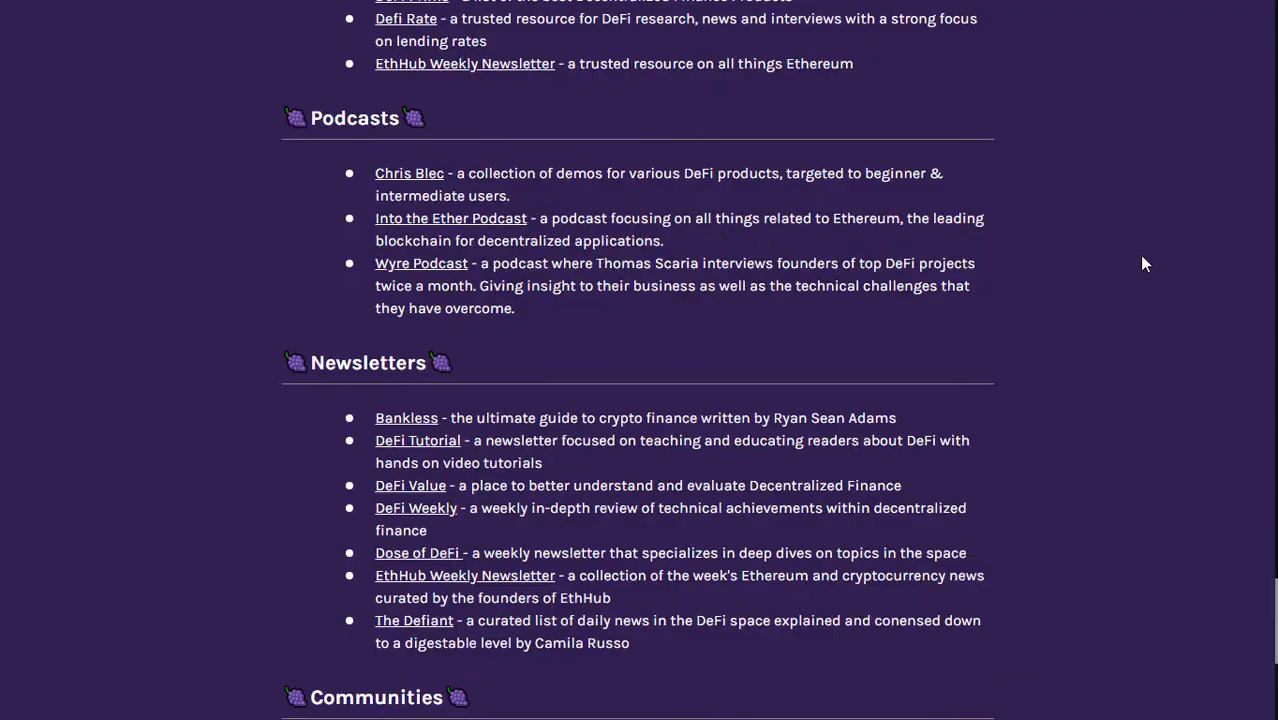 Defi Rate - a trusted resource for DeFi research, news and interviews with a strong focus
on lending rates
EthHub Weekly Newsletter - a trusted resource on all things Ethereum
Podcasts
Chris Blec - a collection of demos for various DeFi products, targeted to beginner &
intermediate users.
Into the Ether Podcast - a podcast focusing on all things related to Ethereum, the leading
blockchain for decentralized applications.
Wyre Podcast - a podcast where Thomas Scaria interviews founders of top DeFi projects
twice a month. Giving insight to their business as well as the technical challenges that
they have overcome.
Newsletters
Bankless - the ultimate guide to crypto finance written by Ryan Sean Adams
DeFi Tutorial - a newsletter focused on teaching and educating readers about DeFi with
hands on video tutorials
DeFi Value - a place to better understand and evaluate Decentralized Finance
DeFi Weekly - a weekly in-depth review of technical achievements within decentralized
finance
Dose of DeFi - a weekly newsletter that specializes in deep dives on topics in the space
EthHub Weekly Newsletter - a collection of the week's Ethereum and cryptocurrency news
curated by the founders of EthHub
The Defiant - a curated list of daily news in the DeFi space explained and conensed down
to a digestable level by Camila Russo
Communities